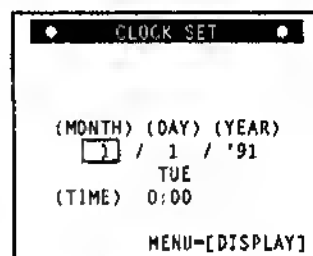 CLOCK SET
(MONTH) (DAY) (YEAR)
1 / 1 / '91
TUE
(TIME) 0:00
MENU=[DISPLAY]